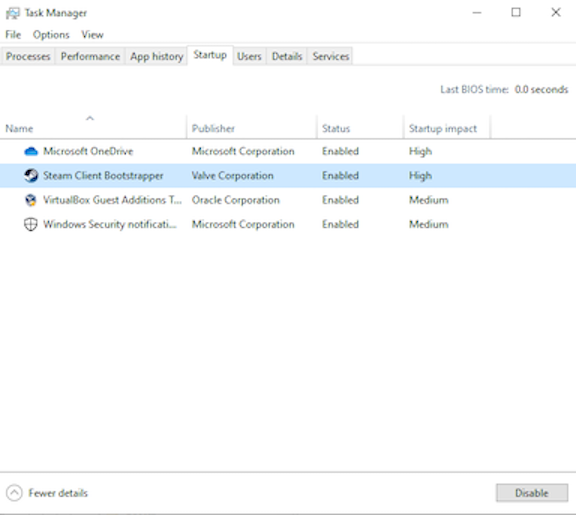 Task Manager
File Options View
Processes Performance App history Startup Users Details Services
Last BIOS time: 0.0 seconds
Name Publisher Status Startup impact
Microsoft OneDrive Microsoft Corporation Enabled High
Steam Client Bootstrapper Valve Corporation Enabled High
VirtualBox Guest Additions T... Oracle Corporation Enabled Medium
Windows Security notificati... Microsoft Corporation Enabled Medium
Fewer details Disable